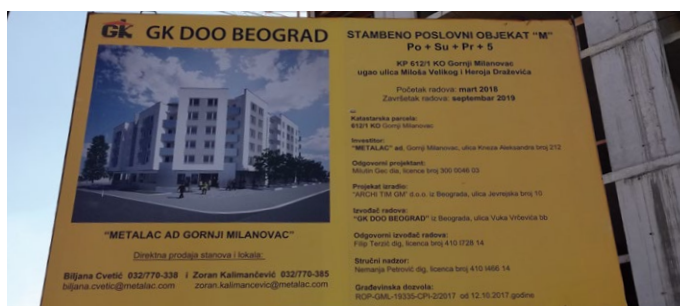 GK GK DOO BEOGRAD
"METALAC AD GORNJI MILANOVAC"
Direktna prodaja stanova i lokala:
Biljana Cvetić 032/770-338 i Zoran Kalimančević 032/770-385
biljana.cvetic@metalac.com zoran.kalimancevic@metalac.com
STAMBENO POSLOVNI OBJEKAT "M"
Po + Su + Pr + 5
KP 612/1 KO Gornji Milanovac
ugao ulica Miloša Velikog i Heroja Draževića
Početak radova: mart 2018
Završetak radova: septembar 2019
Katastarska parcela:
612/1 KO Gornji Milanovac
Investitor:
"METALAC" ad, Gornji Milanovac, ulica Kneza Aleksandra broj 212
Odgovorni projektant:
Milutin Gec dia, licenca broj 300 0046 03
Projekat izradio:
"ARCHI TIM GM" d.o.o. iz Beograda, ulica Jevrejska broj 10
Izvođač radova:
"GK DOO BEOGRAD" iz Beograda, ulica Vuka Vrčevića bb
Odgovorni izvođač radova:
Filip Terzić dig, licenca broj 410 I728 14
Stručni nadzor:
Nemanja Petrović dig, licenca broj 410 I466 14
Građevinska dozvola:
ROP-GML-19335-CPI-2/2017 od 12.10.2017.godine